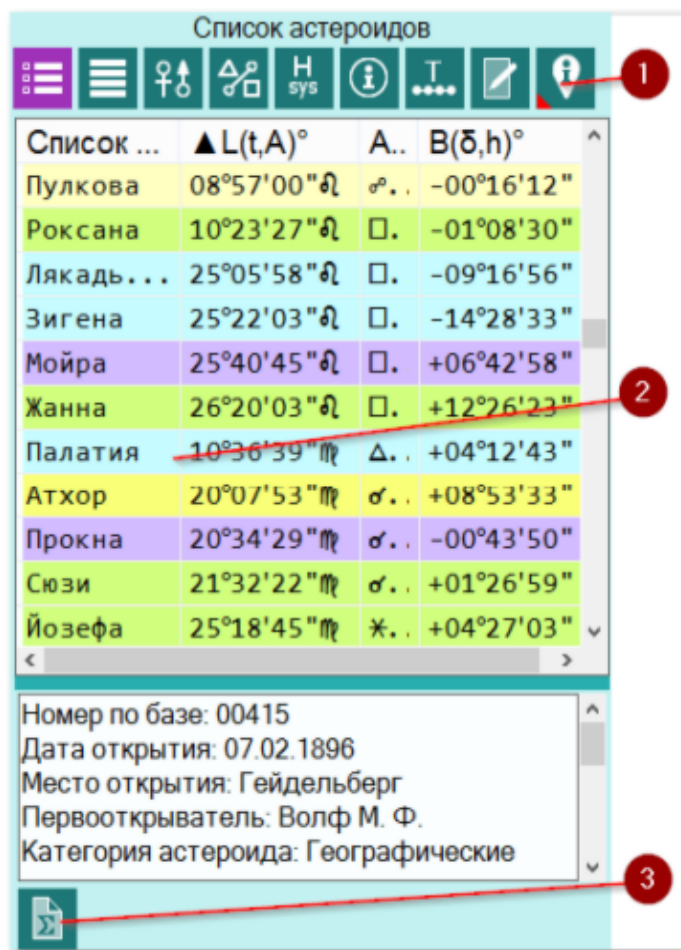 Список астероидов
H sys
T
1
Список ... ▲L(t,A)° A.. B(δ,h)°
Пулкова 08°57'00"♌ ☍.. -00°16'12"
Роксана 10°23'27"♌ □. -01°08'30"
Лякадь... 25°05'58"♌ □. -09°16'56"
Зигена 25°22'03"♌ □. -14°28'33"
Мойра 25°40'45"♌ □. +06°42'58"
2
Жанна 26°20'03"♌ □. +12°26'23"
Палатия 10°36'39"♍ △.. +04°12'43"
Атхор 20°07'53"♍ ☌.. +08°53'33"
Прокна 20°34'29"♍ ☌.. -00°43'50"
Сюзи 21°32'22"♍ ☌.. +01°26'59"
Йозефа 25°18'45"♍ ⚹.. +04°27'03"
Номер по базе: 00415
Дата открытия: 07.02.1896
Место открытия: Гейдельберг
Первооткрыватель: Волф М. Ф.
Категория астероида: Географические
3
Σ